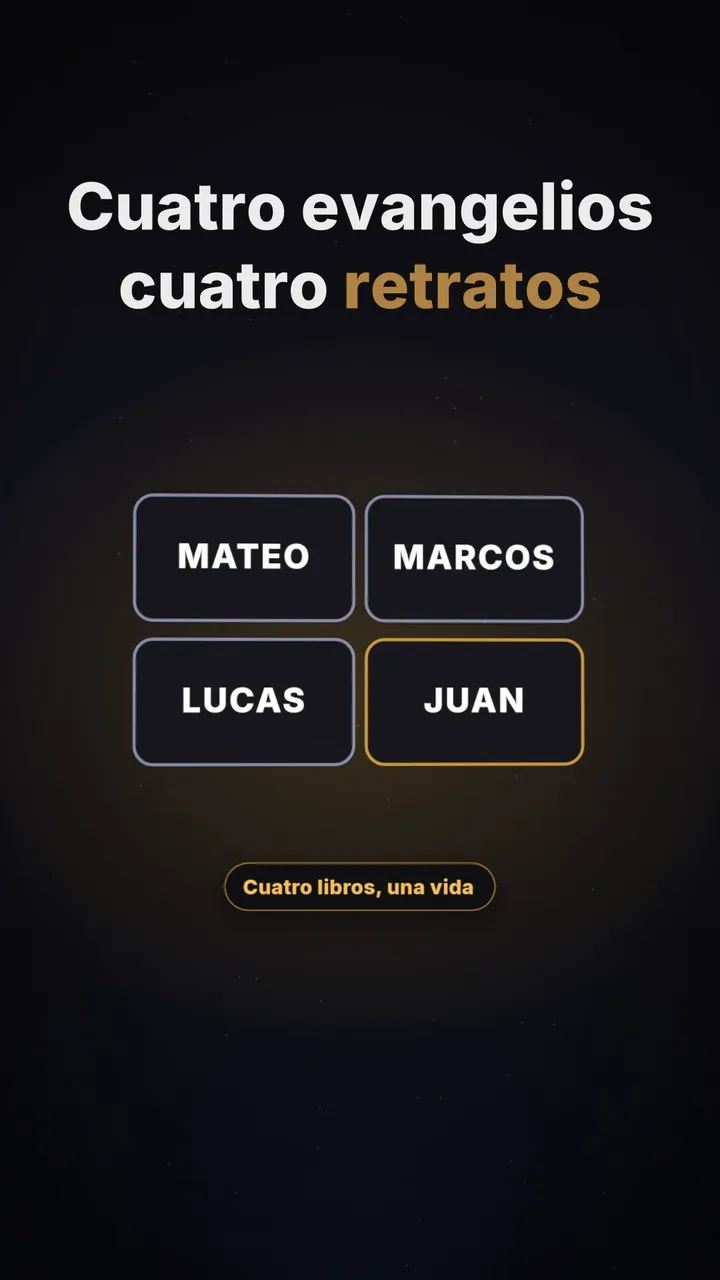 Cuatro evangelios
cuatro retratos
MATEO
MARCOS
LUCAS
JUAN
Cuatro libros, una vida